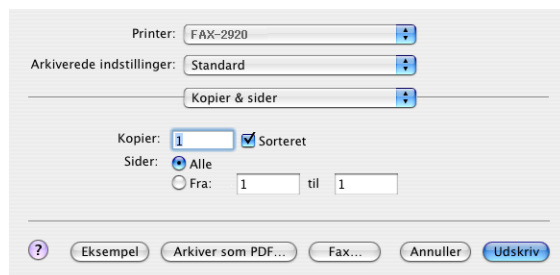 Printer: FAX-2920
Arkiverede indstillinger: Standard
Kopier & sider
Kopier: 1 Sorteret
Sider: Alle
Fra: 1 til 1
? Eksempel Arkiver som PDF... Fax... Annuller Udskriv